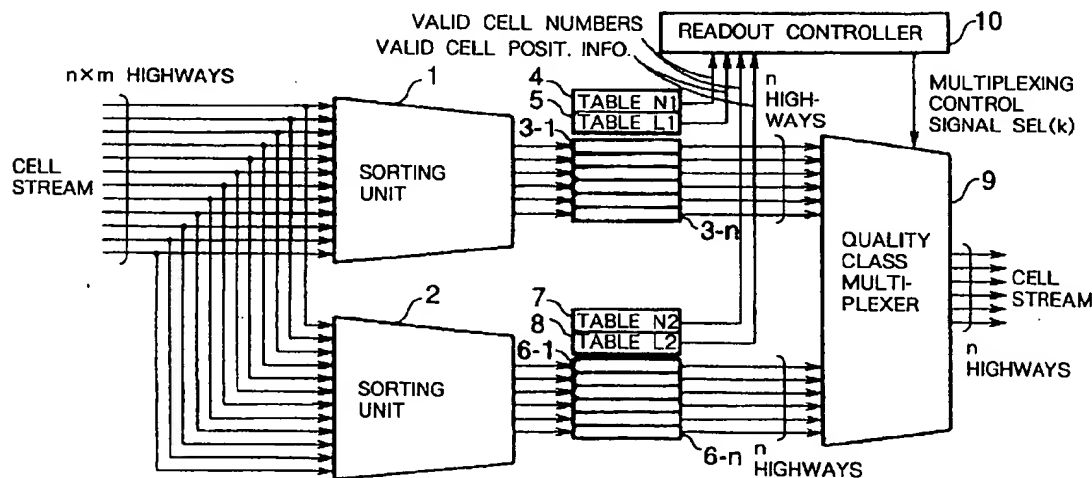 VALID CELL NUMBERS
VALID CELL POSIT. INFO.
READOUT CONTROLLER
10
n×m HIGHWAYS
1
4
5
TABLE N1
TABLE L1
3-1
n
HIGH-
WAYS
MULTIPLEXING
CONTROL
SIGNAL SEL(k)
CELL
STREAM
SORTING
UNIT
3-n
9
QUALITY
CLASS
MULTI-
PLEXER
CELL
STREAM
n
HIGHWAYS
2
7
8
TABLE N2
TABLE L2
6-1
SORTING
UNIT
6-n
n
HIGHWAYS